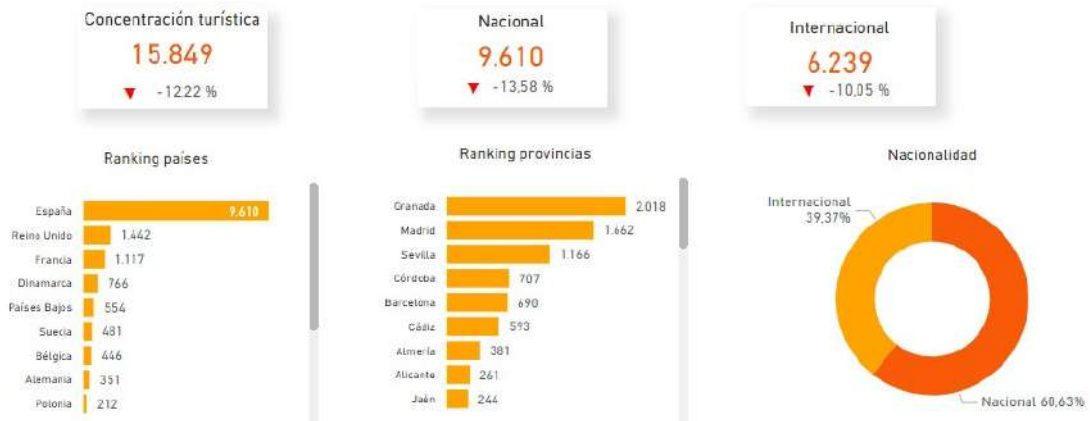 Concentración turística
15.849
▼ -12,22 %
Nacional
9.610
▼ -13,58 %
Internacional
6.239
▼ -10,05 %
Ranking países
España 9.610
Reino Unido 1.442
Francia 1.117
Dinamarca 766
Países Bajos 554
Suecia 481
Bélgica 446
Alemania 351
Polonia 212
Ranking provincias
Granada 2.018
Madrid 1.662
Sevilla 1.166
Córdoba 707
Barcelona 690
Cádiz 593
Almería 381
Alicante 261
Jaén 244
Nacionalidad
Internacional
39,37%
Nacional 60,63%